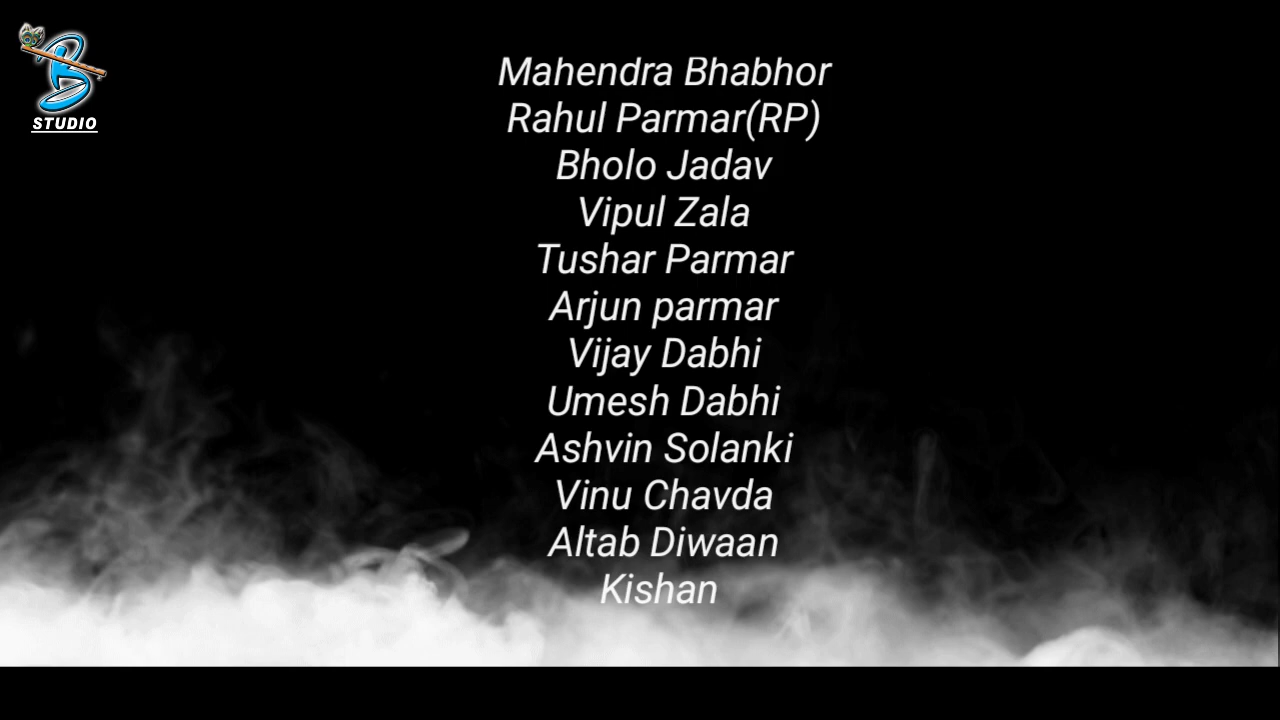 STUDIO
Mahendra Bhabhor
Rahul Parmar(RP)
Bholo Jadav
Vipul Zala
Tushar Parmar
Arjun parmar
Vijay Dabhi
Umesh Dabhi
Ashvin Solanki
Vinu Chavda
Altab Diwaan
Kishan